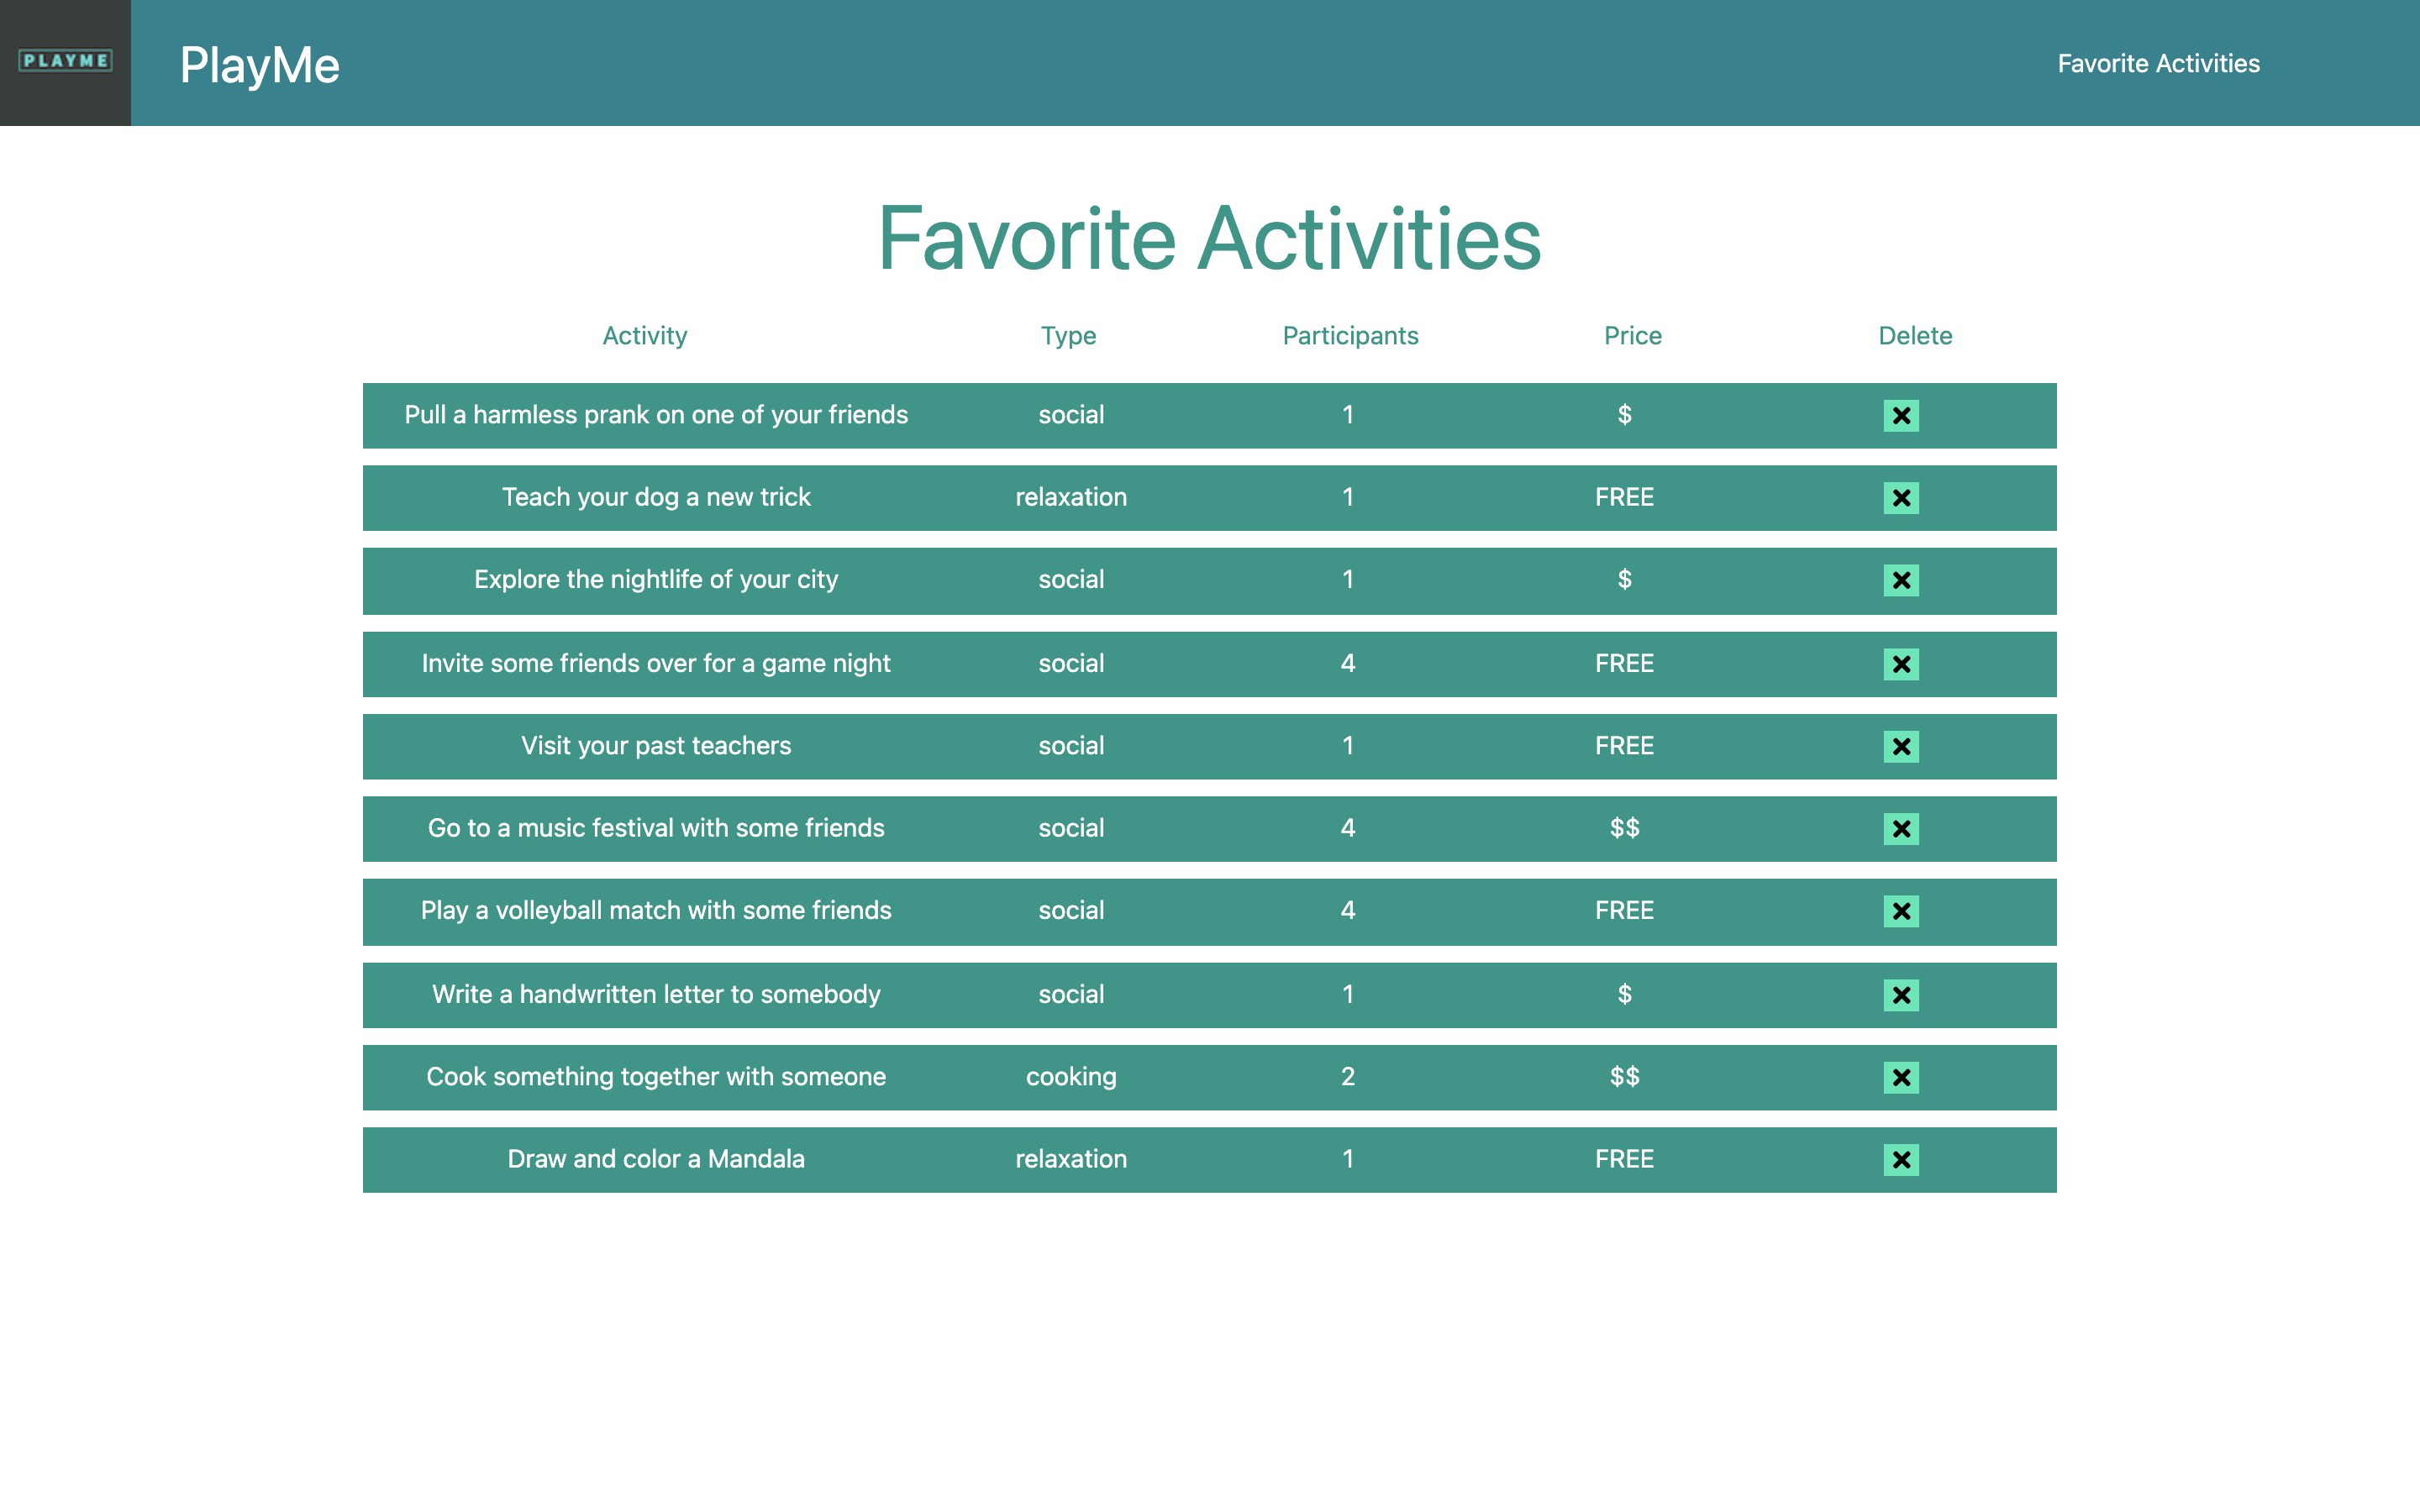 PLAYME
PlayMe
Favorite Activities
Favorite Activities
Activity Type Participants Price Delete
Pull a harmless prank on one of your friends social 1 $
Teach your dog a new trick relaxation 1 FREE
Explore the nightlife of your city social 1 $
Invite some friends over for a game night social 4 FREE
Visit your past teachers social 1 FREE
Go to a music festival with some friends social 4 $$
Play a volleyball match with some friends social 4 FREE
Write a handwritten letter to somebody social 1 $
Cook something together with someone cooking 2 $$
Draw and color a Mandala relaxation 1 FREE